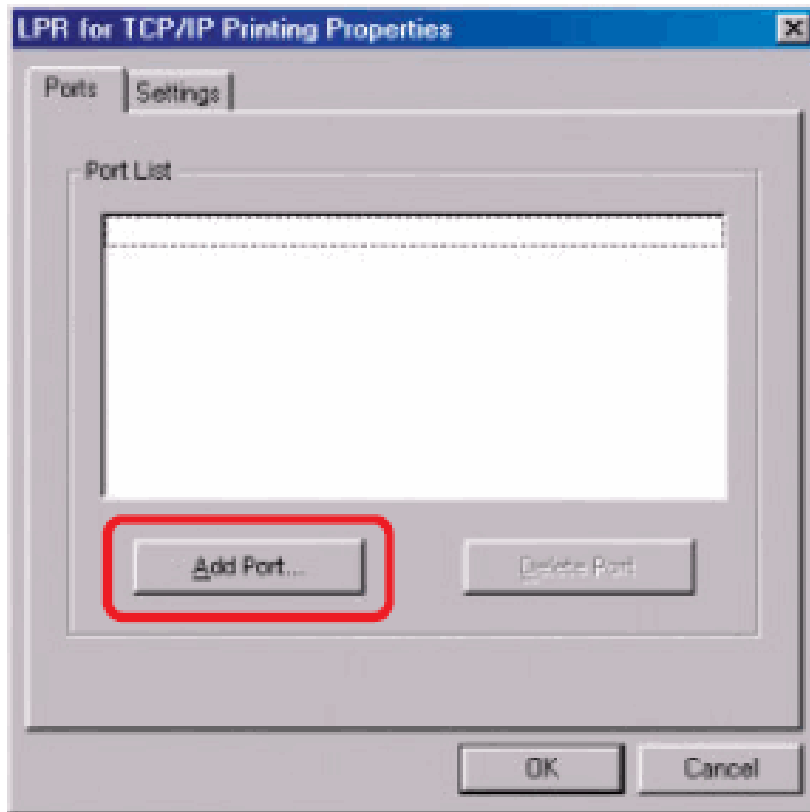 LPR for TCP/IP Printing Properties
Ports Settings
Port List
Add Port... Delete Port
OK Cancel